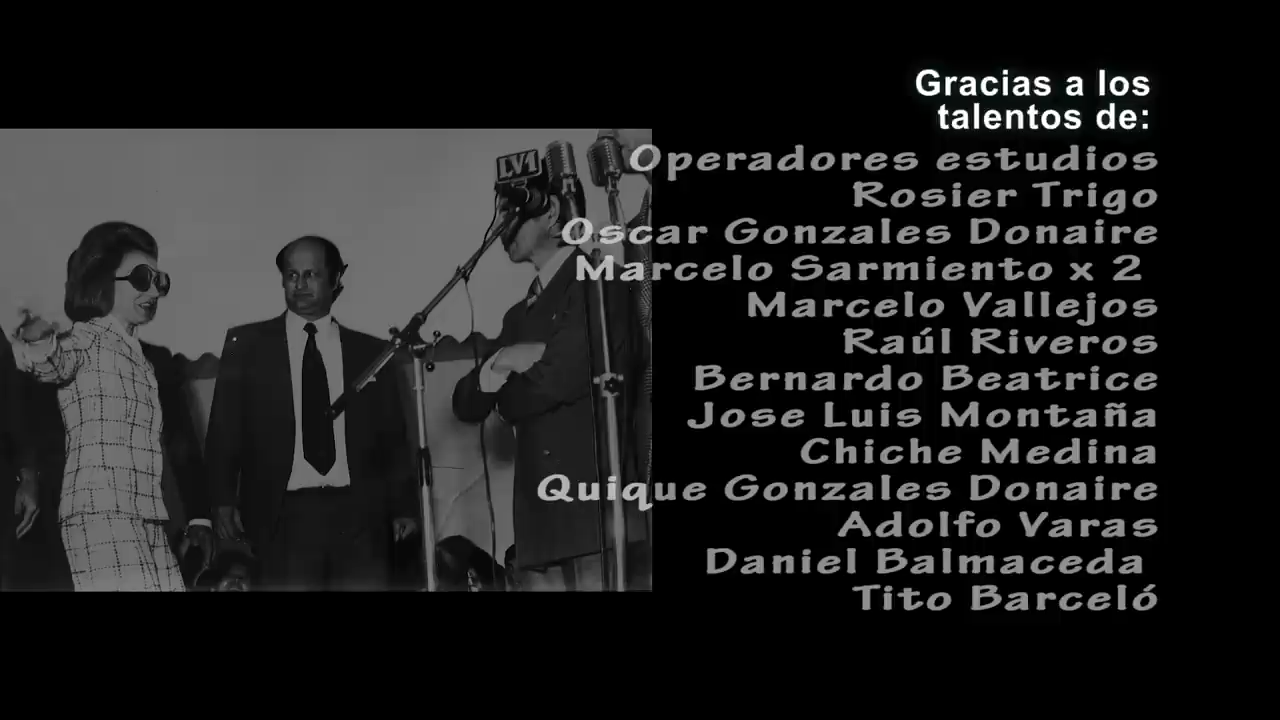 Gracias a los
talentos de:
LV1
Operadores estudios
Rosier Trigo
Oscar Gonzales Donaire
Marcelo Sarmiento x 2
Marcelo Vallejos
Raúl Riveros
Bernardo Beatrice
Jose Luis Montaña
Chiche Medina
Quique Gonzales Donaire
Adolfo Varas
Daniel Balmaceda
Tito Barceló